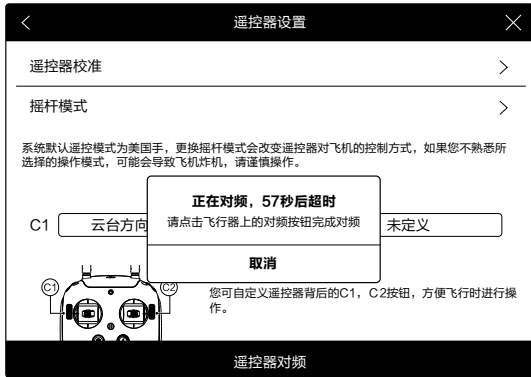 遥控器设置
遥控器校准
摇杆模式
系统默认遥控模式为美国手，更换摇杆模式会改变遥控器对飞机的控制方式，如果您不熟悉所
选择的操作模式，可能会导致飞机炸机，请谨慎操作。
正在对频，57秒后超时
请点击飞行器上的对频按钮完成对频
取消
C1 云台方向 未定义
C1 C2
您可自定义遥控器背后的C1，C2按钮，方便飞行时进行操
作。
遥控器对频